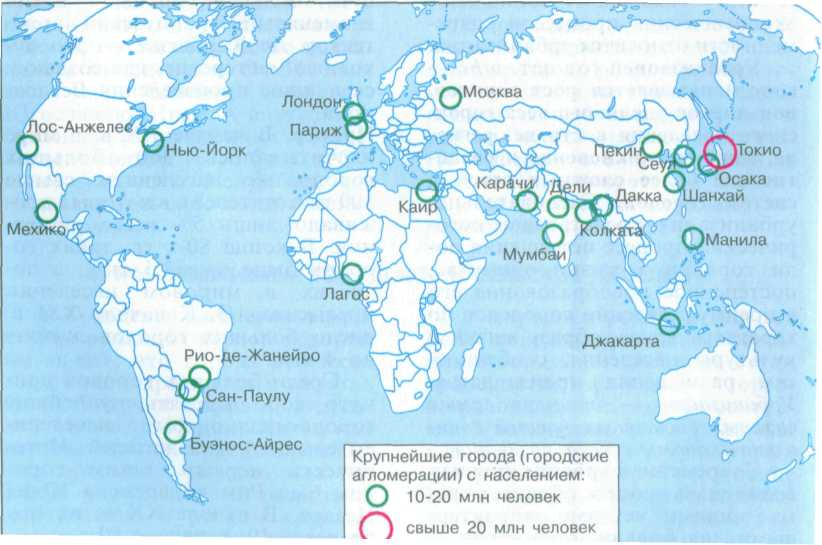 Москва
Лондон
Париж
Лос-Анжелес
Нью-Йорк
Мехико
Пекин
Сеул
Токио
Осака
Шанхай
Карачи
Дели
Дакка
Колката
Мумбаи
Каир
Манила
Лагос
Джакарта
Рио-де-Жанейро
Сан-Паулу
Буэнос-Айрес
Крупнейшие города (городские
агломерации) с населением:
10-20 млн человек
свыше 20 млн человек